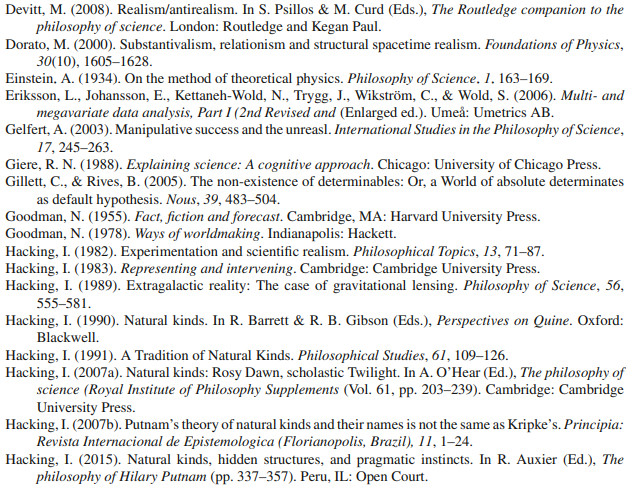 Devitt, M. (2008). Realism/antirealism. In S. Psillos & M. Curd (Eds.), The Routledge companion to the
philosophy of science. London: Routledge and Kegan Paul.
Dorato, M. (2000). Substantivalism, relationism and structural spacetime realism. Foundations of Physics,
30(10), 1605–1628.
Einstein, A. (1934). On the method of theoretical physics. Philosophy of Science, 1, 163–169.
Eriksson, L., Johansson, E., Kettaneh-Wold, N., Trygg, J., Wikström, C., & Wold, S. (2006). Multi- and
megavariate data analysis, Part I (2nd Revised and (Enlarged ed.). Umeå: Umetrics AB.
Gelfert, A. (2003). Manipulative success and the unreasl. International Studies in the Philosophy of Science,
17, 245–263.
Giere, R. N. (1988). Explaining science: A cognitive approach. Chicago: University of Chicago Press.
Gillett, C., & Rives, B. (2005). The non-existence of determinables: Or, a World of absolute determinates
as default hypothesis. Nous, 39, 483–504.
Goodman, N. (1955). Fact, fiction and forecast. Cambridge, MA: Harvard University Press.
Goodman, N. (1978). Ways of worldmaking. Indianapolis: Hackett.
Hacking, I. (1982). Experimentation and scientific realism. Philosophical Topics, 13, 71–87.
Hacking, I. (1983). Representing and intervening. Cambridge: Cambridge University Press.
Hacking, I. (1989). Extragalactic reality: The case of gravitational lensing. Philosophy of Science, 56,
555–581.
Hacking, I. (1990). Natural kinds. In R. Barrett & R. B. Gibson (Eds.), Perspectives on Quine. Oxford:
Blackwell.
Hacking, I. (1991). A Tradition of Natural Kinds. Philosophical Studies, 61, 109–126.
Hacking, I. (2007a). Natural kinds: Rosy Dawn, scholastic Twilight. In A. O'Hear (Ed.), The philosophy of
science (Royal Institute of Philosophy Supplements (Vol. 61, pp. 203–239). Cambridge: Cambridge
University Press.
Hacking, I. (2007b). Putnam's theory of natural kinds and their names is not the same as Kripke's. Principia:
Revista Internacional de Epistemologica (Florianopolis, Brazil), 11, 1–24.
Hacking, I. (2015). Natural kinds, hidden structures, and pragmatic instincts. In R. Auxier (Ed.), The
philosophy of Hilary Putnam (pp. 337–357). Peru, IL: Open Court.